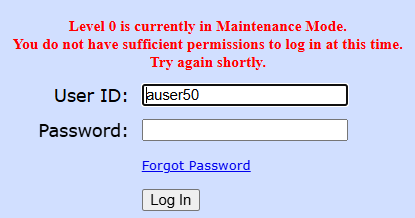 Level 0 is currently in Maintenance Mode.
You do not have sufficient permissions to log in at this time.
Try again shortly.
User ID: auser50
Password:
Forgot Password
Log In